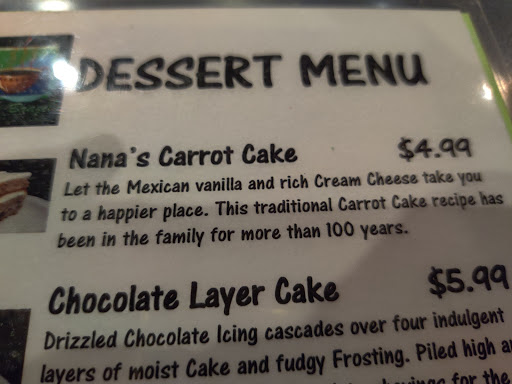 DESSERT MENU
Nana's Carrot Cake $4.99
Let the Mexican vanilla and rich Cream Cheese take you
to a happier place. This traditional Carrot Cake recipe has
been in the family for more than 100 years.
Chocolate Layer Cake $5.99
Drizzled Chocolate Icing cascades over four indulgent
layers of moist Cake and fudgy Frosting. Piled high
for the